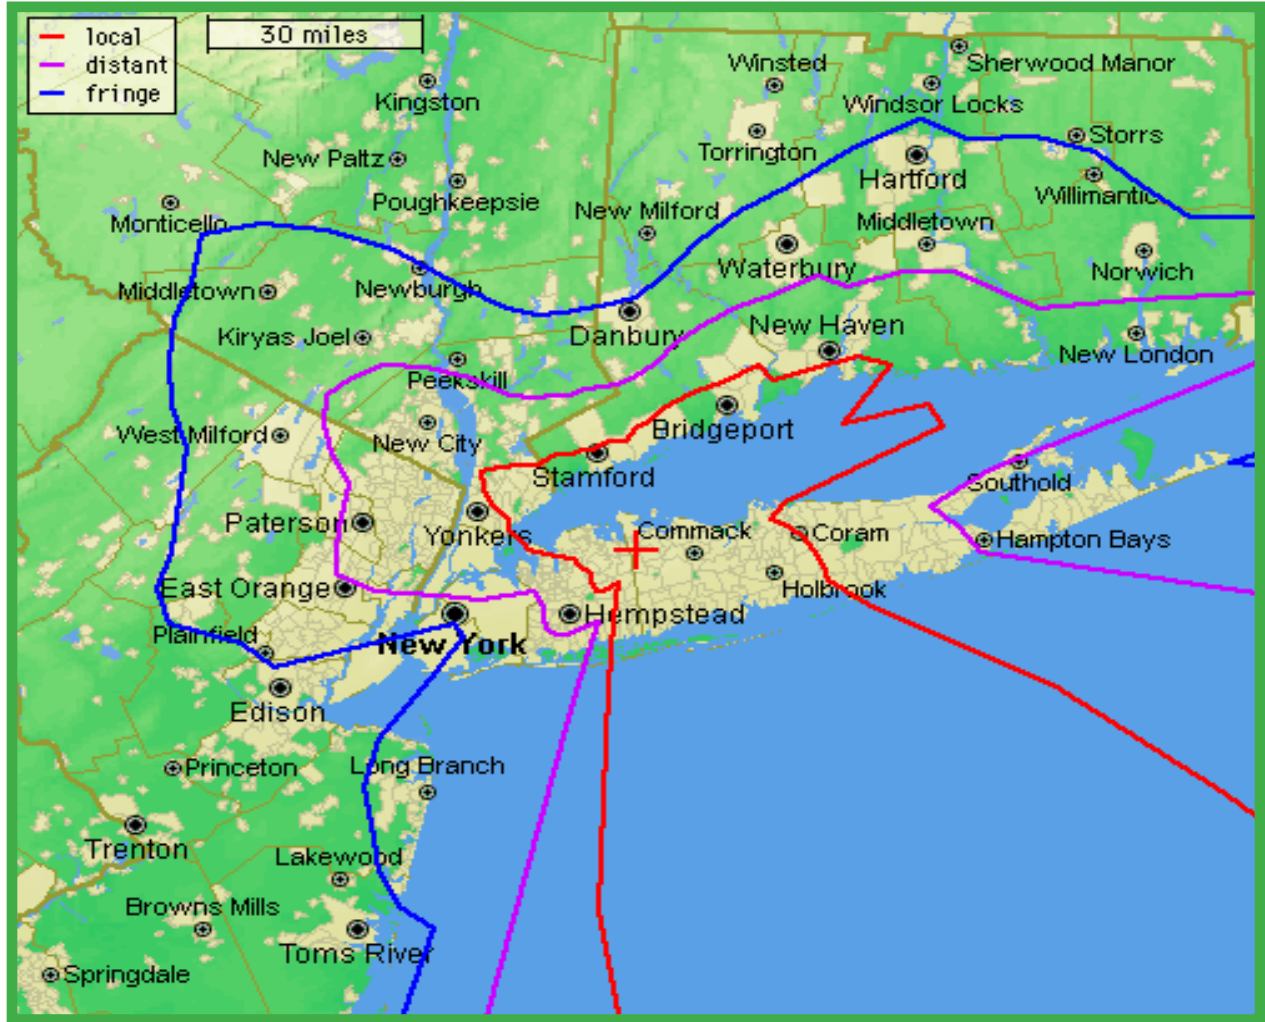 local
30 miles
distant
fringe
Kingston
Winsted
Sherwood Manor
Windsor Locks
Torrington
Storrs
New Paltz
Hartford
Poughkeepsie
Willimantic
Monticello
New Milford
Middletown
Waterbury
Norwich
Middletown
Newburgh
Kiryas Joel
Danbury
New Haven
New London
Peekskill
West Milford
New City
Bridgeport
Stamford
Southold
Paterson
Yonkers
Commack
Coram
Hampton Bays
East Orange
Holbrook
Hempstead
Plainfield
New York
Edison
Princeton
Long Branch
Trenton
Lakewood
Browns Mills
Toms River
Springdale